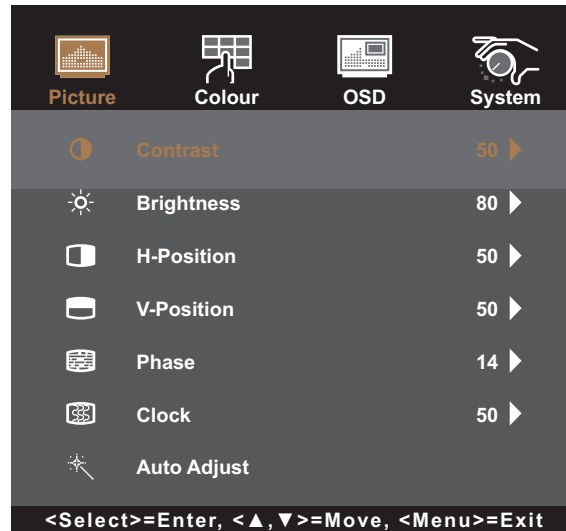 Picture Colour OSD System
Contrast 50
Brightness 80
H-Position 50
V-Position 50
Phase 14
Clock 50
Auto Adjust
<Select>=Enter, <▲,▼>=Move, <Menu>=Exit